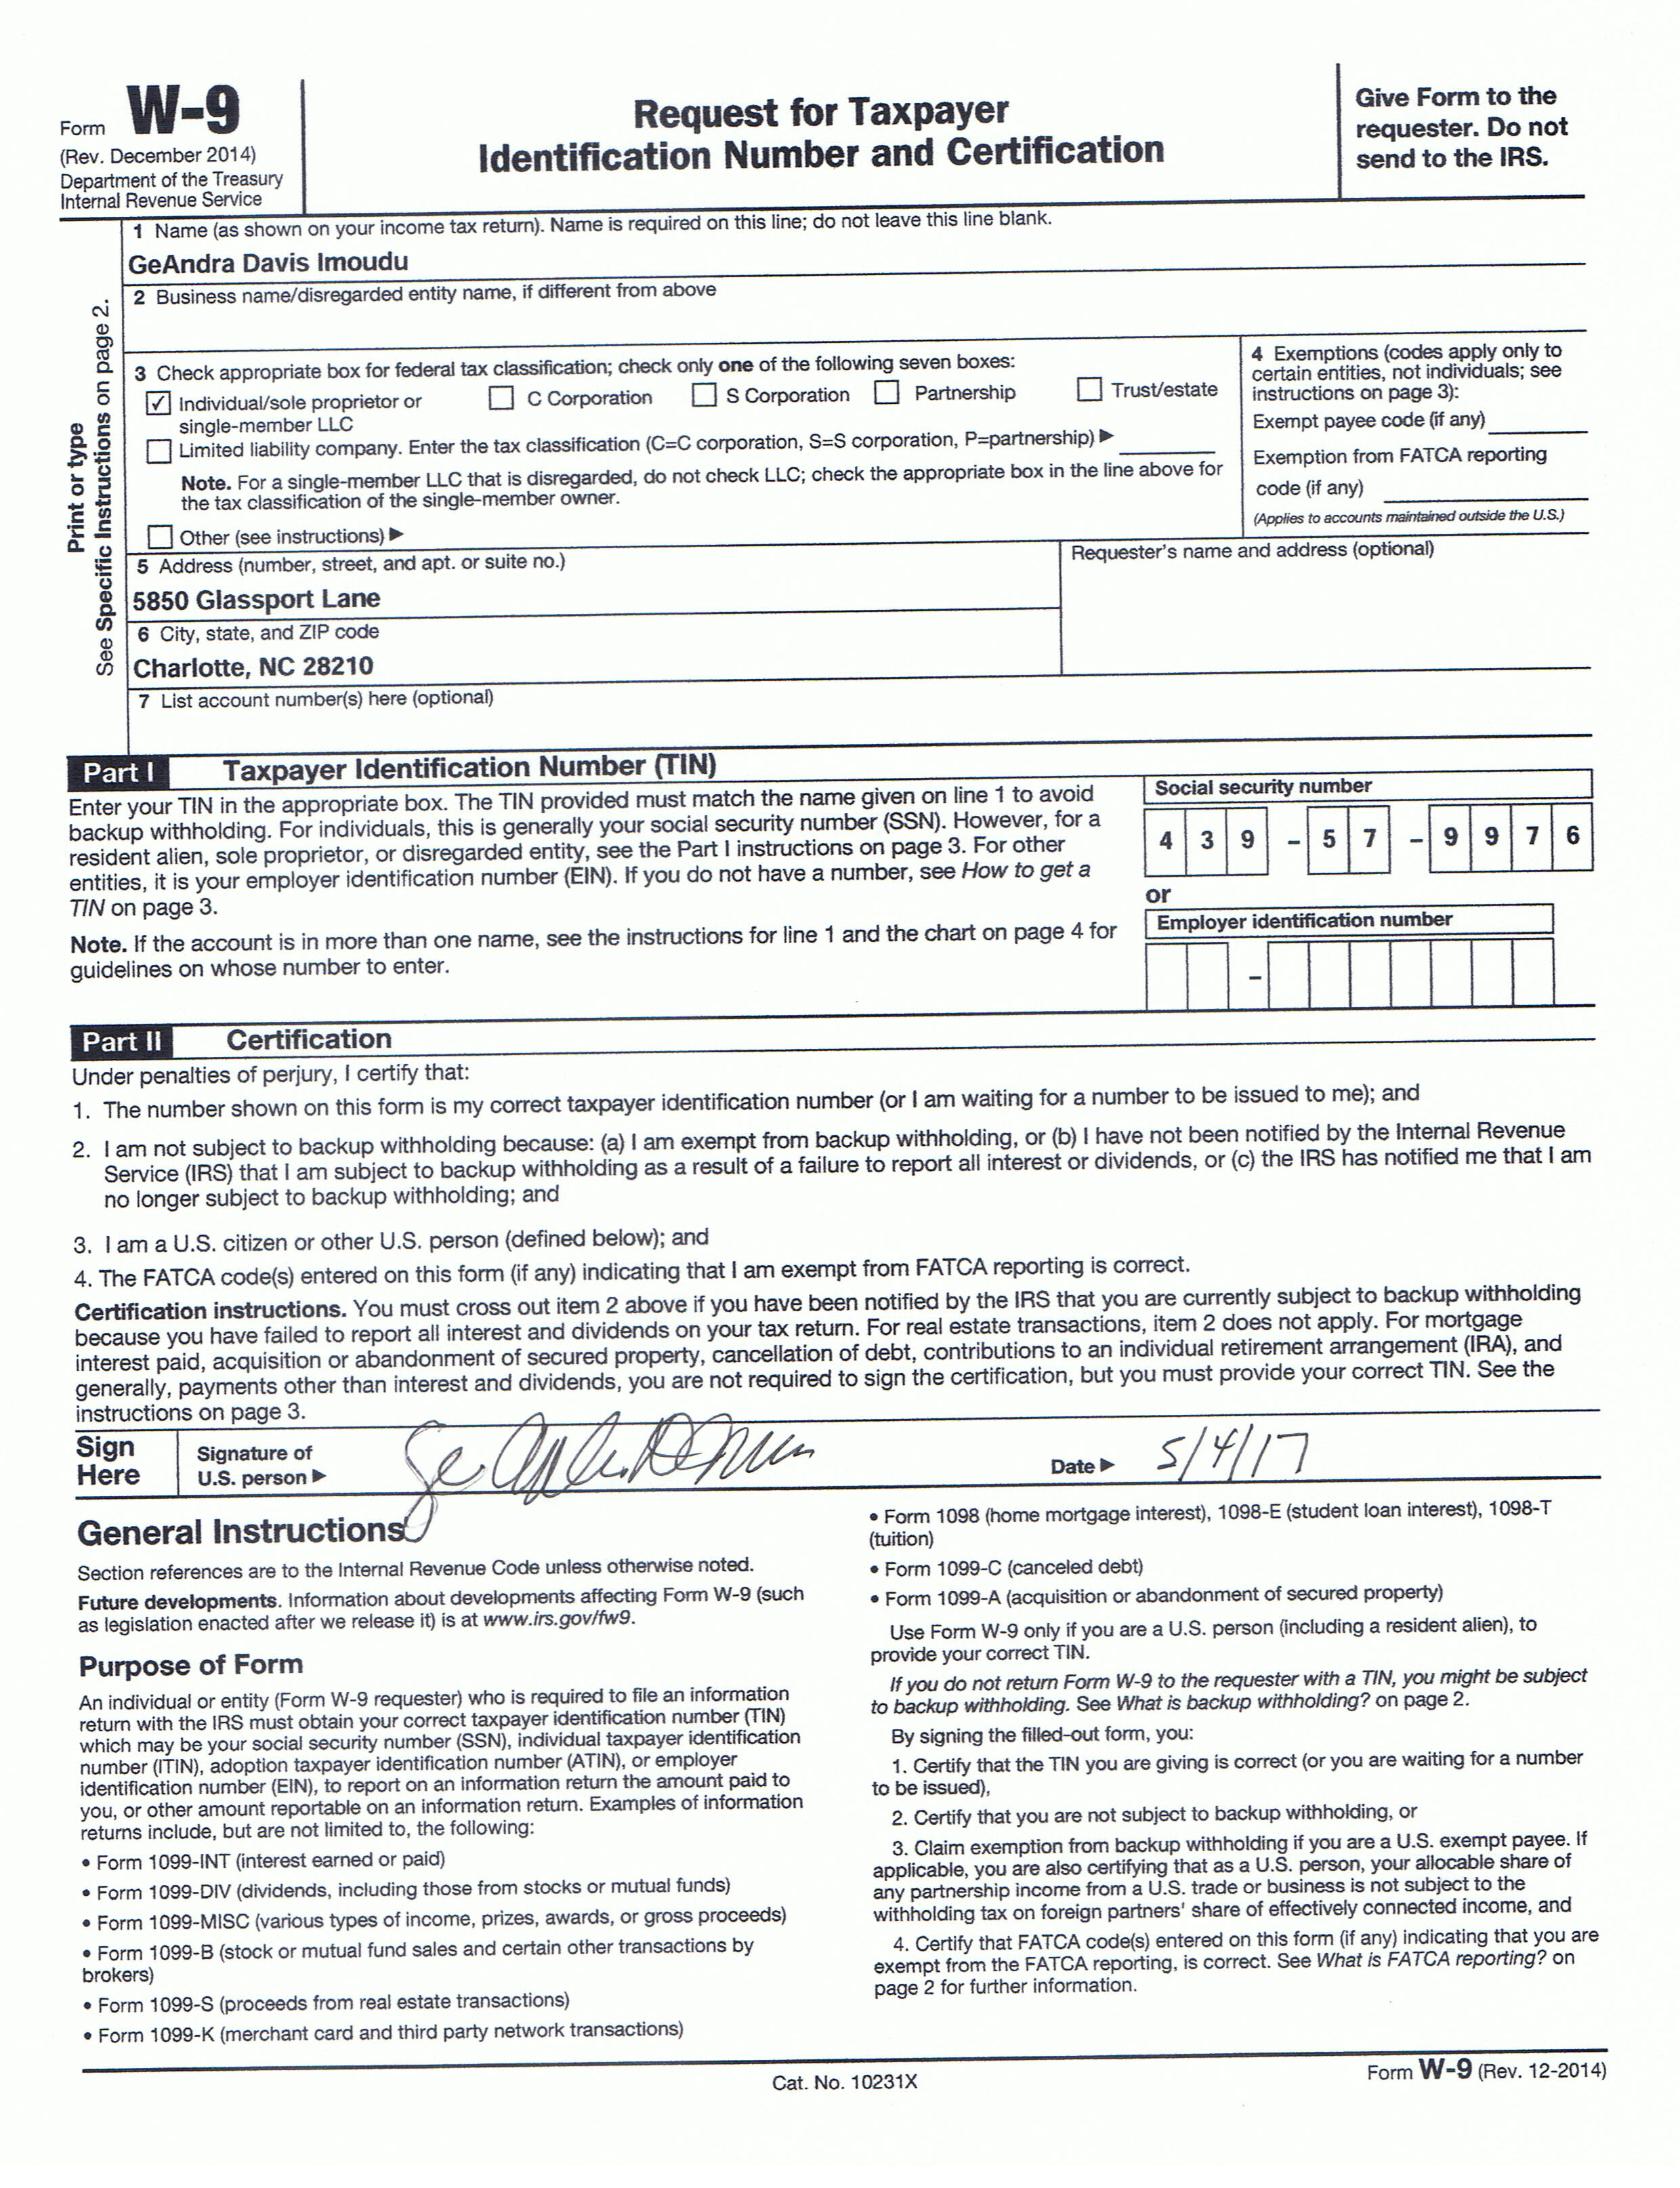 Form W-9
(Rev. December 2014)
Department of the Treasury
Internal Revenue Service
Request for Taxpayer
Identification Number and Certification
Give Form to the
requester. Do not
send to the IRS.
Print or type
See Specific Instructions on page 2.
1 Name (as shown on your income tax return). Name is required on this line; do not leave this line blank.
GeAndra Davis Imoudu
2 Business name/disregarded entity name, if different from above
3 Check appropriate box for federal tax classification; check only one of the following seven boxes:
✓ Individual/sole proprietor or
single-member LLC
C Corporation
S Corporation
Partnership
Trust/estate
Limited liability company. Enter the tax classification (C=C corporation, S=S corporation, P=partnership) ▶
Note. For a single-member LLC that is disregarded, do not check LLC; check the appropriate box in the line above for
the tax classification of the single-member owner.
Other (see instructions) ▶
4 Exemptions (codes apply only to
certain entities, not individuals; see
instructions on page 3):
Exempt payee code (if any)
Exemption from FATCA reporting
code (if any)
(Applies to accounts maintained outside the U.S.)
5 Address (number, street, and apt. or suite no.)
5850 Glassport Lane
6 City, state, and ZIP code
Charlotte, NC 28210
Requester's name and address (optional)
7 List account number(s) here (optional)
Part I Taxpayer Identification Number (TIN)
Enter your TIN in the appropriate box. The TIN provided must match the name given on line 1 to avoid
backup withholding. For individuals, this is generally your social security number (SSN). However, for a
resident alien, sole proprietor, or disregarded entity, see the Part I instructions on page 3. For other
entities, it is your employer identification number (EIN). If you do not have a number, see How to get a
TIN on page 3.
Note. If the account is in more than one name, see the instructions for line 1 and the chart on page 4 for
guidelines on whose number to enter.
Social security number
4 3 9 – 5 7 – 9 9 7 6
or
Employer identification number
–
Part II Certification
Under penalties of perjury, I certify that:
1. The number shown on this form is my correct taxpayer identification number (or I am waiting for a number to be issued to me); and
2. I am not subject to backup withholding because: (a) I am exempt from backup withholding, or (b) I have not been notified by the Internal Revenue
Service (IRS) that I am subject to backup withholding as a result of a failure to report all interest or dividends, or (c) the IRS has notified me that I am
no longer subject to backup withholding; and
3. I am a U.S. citizen or other U.S. person (defined below); and
4. The FATCA code(s) entered on this form (if any) indicating that I am exempt from FATCA reporting is correct.
Certification instructions. You must cross out item 2 above if you have been notified by the IRS that you are currently subject to backup withholding
because you have failed to report all interest and dividends on your tax return. For real estate transactions, item 2 does not apply. For mortgage
interest paid, acquisition or abandonment of secured property, cancellation of debt, contributions to an individual retirement arrangement (IRA), and
generally, payments other than interest and dividends, you are not required to sign the certification, but you must provide your correct TIN. See the
instructions on page 3.
Sign
Here
Signature of
U.S. person ▶
Date ▶ 5/4/17
General Instructions
Section references are to the Internal Revenue Code unless otherwise noted.
Future developments. Information about developments affecting Form W-9 (such
as legislation enacted after we release it) is at www.irs.gov/fw9.
Purpose of Form
An individual or entity (Form W-9 requester) who is required to file an information
return with the IRS must obtain your correct taxpayer identification number (TIN)
which may be your social security number (SSN), individual taxpayer identification
number (ITIN), adoption taxpayer identification number (ATIN), or employer
identification number (EIN), to report on an information return the amount paid to
you, or other amount reportable on an information return. Examples of information
returns include, but are not limited to, the following:
• Form 1099-INT (interest earned or paid)
• Form 1099-DIV (dividends, including those from stocks or mutual funds)
• Form 1099-MISC (various types of income, prizes, awards, or gross proceeds)
• Form 1099-B (stock or mutual fund sales and certain other transactions by
brokers)
• Form 1099-S (proceeds from real estate transactions)
• Form 1099-K (merchant card and third party network transactions)
• Form 1098 (home mortgage interest), 1098-E (student loan interest), 1098-T
(tuition)
• Form 1099-C (canceled debt)
• Form 1099-A (acquisition or abandonment of secured property)
Use Form W-9 only if you are a U.S. person (including a resident alien), to
provide your correct TIN.
If you do not return Form W-9 to the requester with a TIN, you might be subject
to backup withholding. See What is backup withholding? on page 2.
By signing the filled-out form, you:
1. Certify that the TIN you are giving is correct (or you are waiting for a number
to be issued),
2. Certify that you are not subject to backup withholding, or
3. Claim exemption from backup withholding if you are a U.S. exempt payee. If
applicable, you are also certifying that as a U.S. person, your allocable share of
any partnership income from a U.S. trade or business is not subject to the
withholding tax on foreign partners' share of effectively connected income, and
4. Certify that FATCA code(s) entered on this form (if any) indicating that you are
exempt from the FATCA reporting, is correct. See What is FATCA reporting? on
page 2 for further information.
Cat. No. 10231X
Form W-9 (Rev. 12-2014)